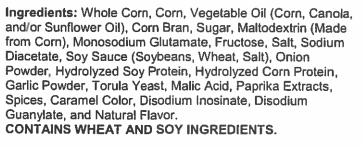 Ingredients: Whole Corn, Corn, Vegetable Oil (Corn, Canola,
and/or Sunflower Oil), Corn Bran, Sugar, Maltodextrin (Made
from Corn), Monosodium Glutamate, Fructose, Salt, Sodium
Diacetate, Soy Sauce (Soybeans, Wheat, Salt), Onion
Powder, Hydrolyzed Soy Protein, Hydrolyzed Corn Protein,
Garlic Powder, Torula Yeast, Malic Acid, Paprika Extracts,
Spices, Caramel Color, Disodium Inosinate, Disodium
Guanylate, and Natural Flavor.
CONTAINS WHEAT AND SOY INGREDIENTS.